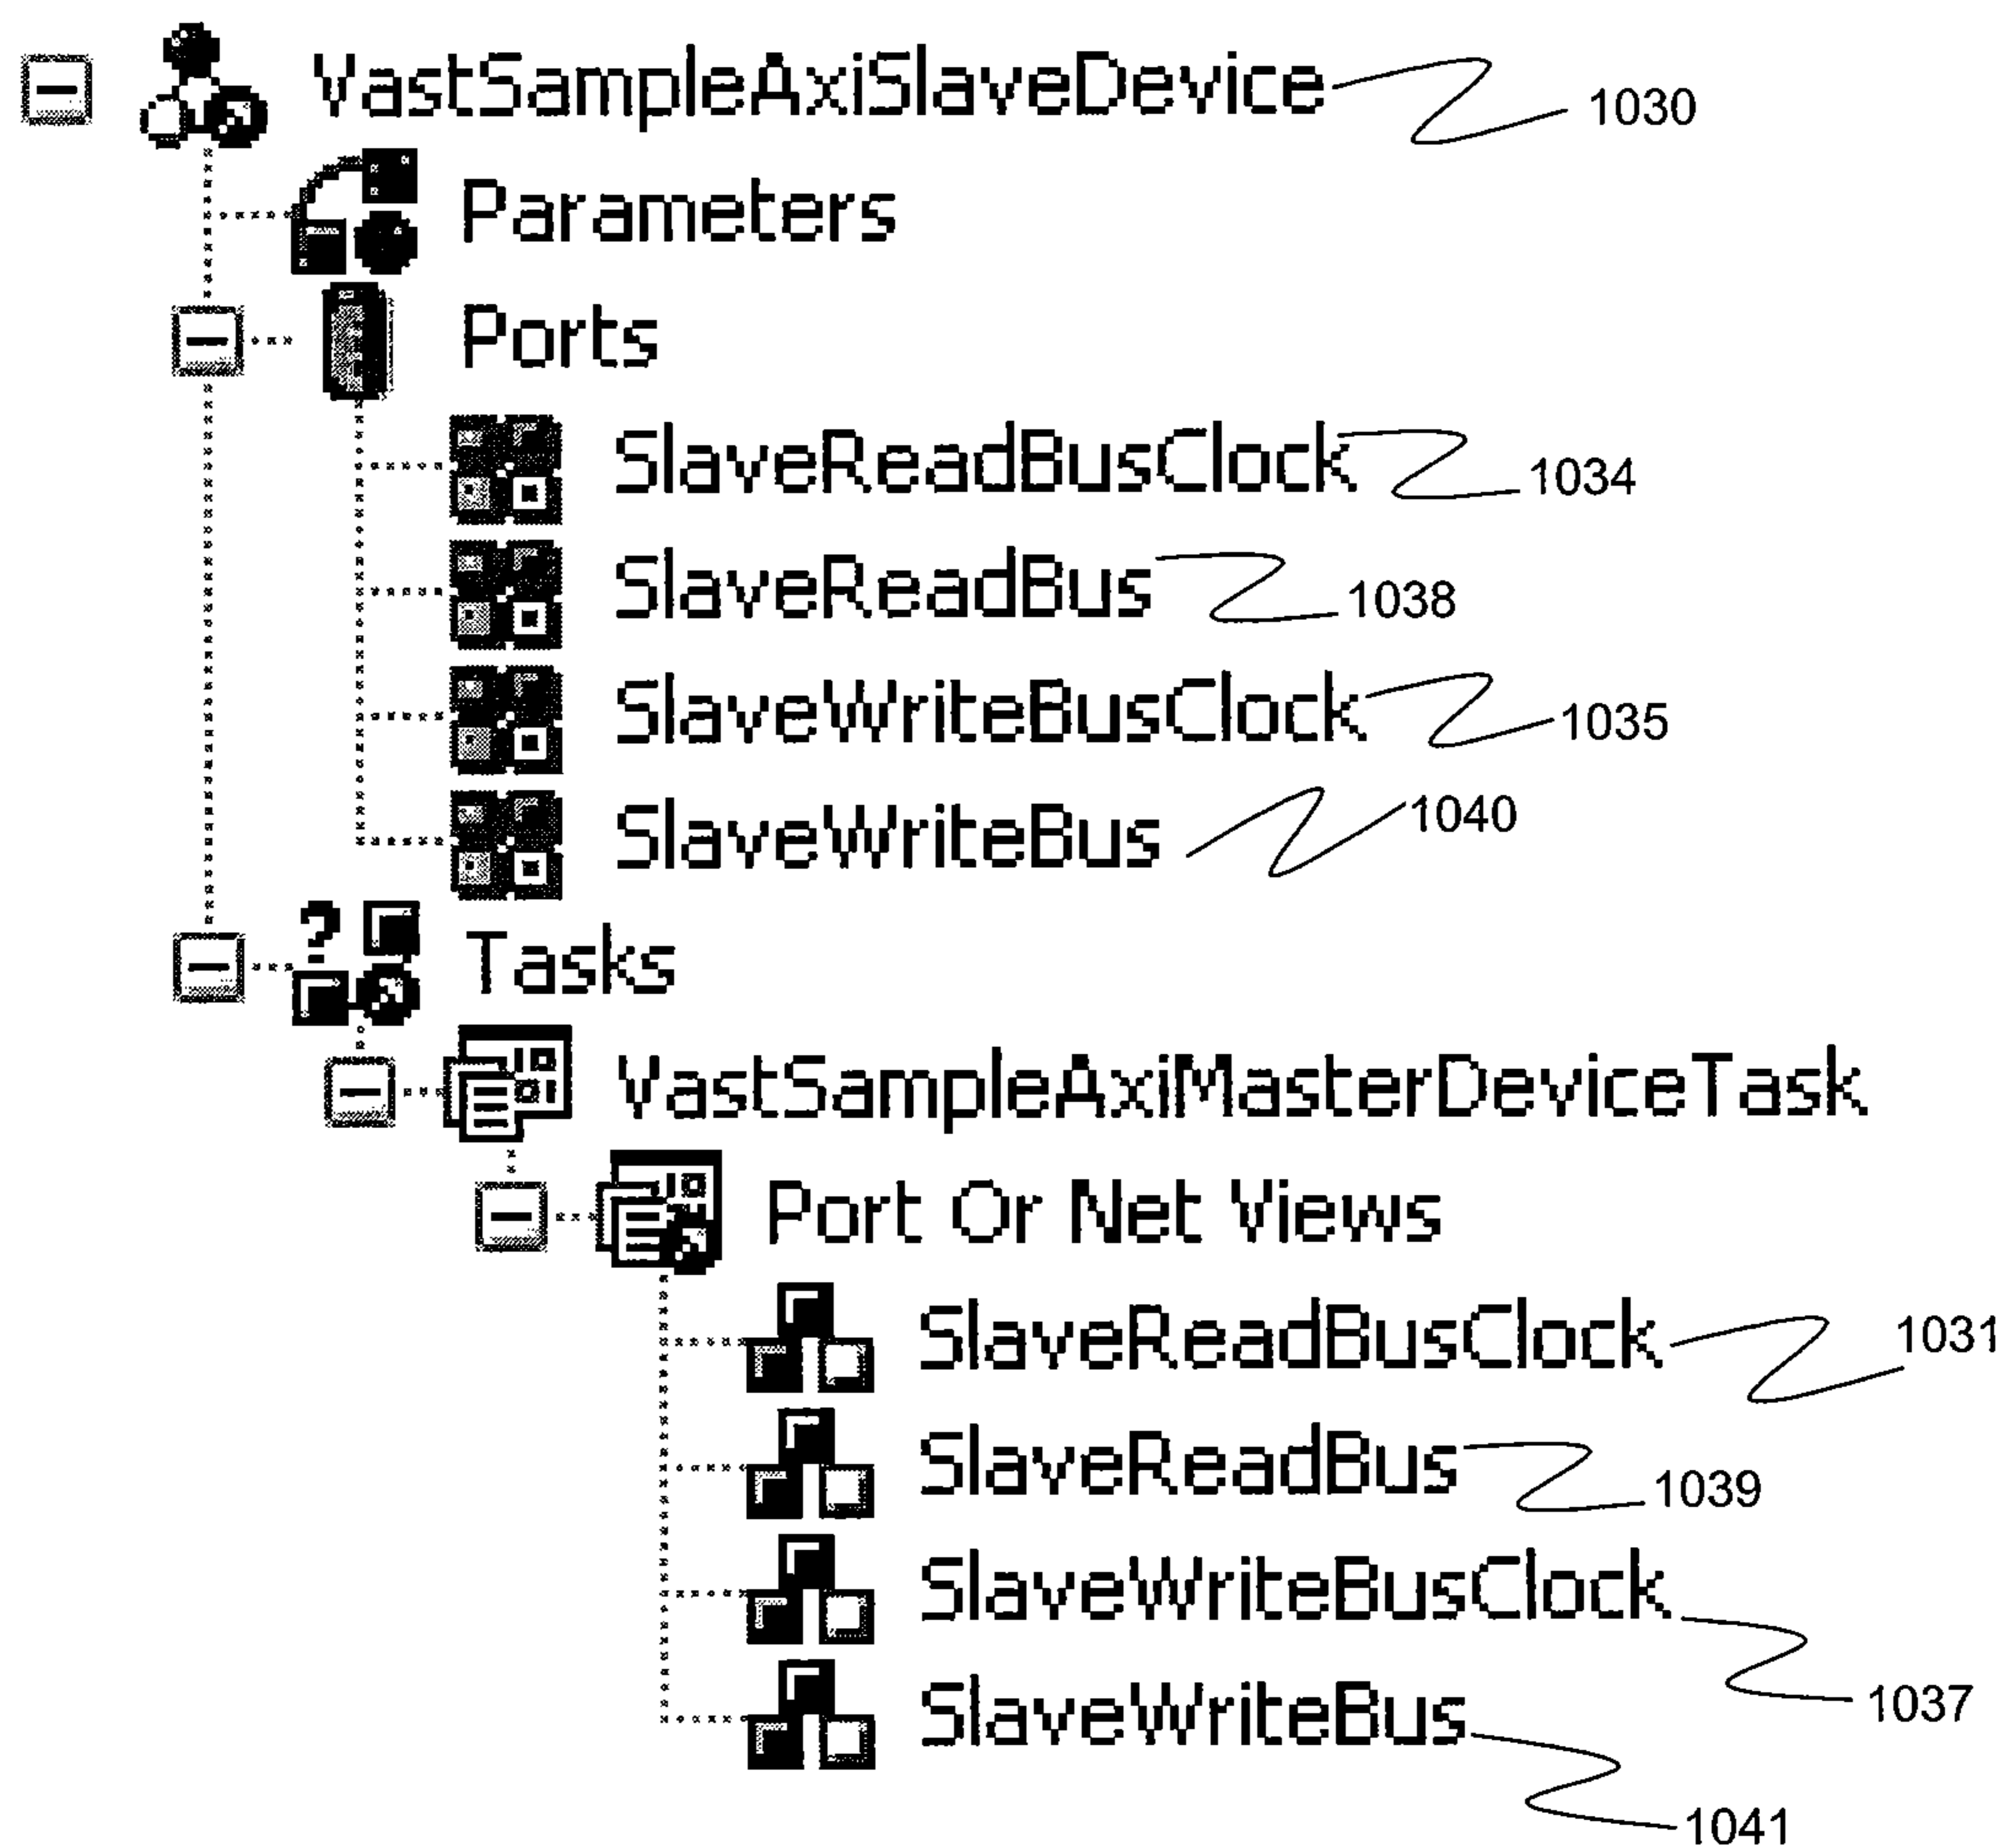 VastSampleAxiSlaveDevice 1030
Parameters
Ports
SlaveReadBusClock 1034
SlaveReadBus 1038
SlaveWriteBusClock 1035
SlaveWriteBus 1040
Tasks
VastSampleAxiMasterDeviceTask
Port Or Net Views
SlaveReadBusClock 1031
SlaveReadBus 1039
SlaveWriteBusClock 1037
SlaveWriteBus 1041